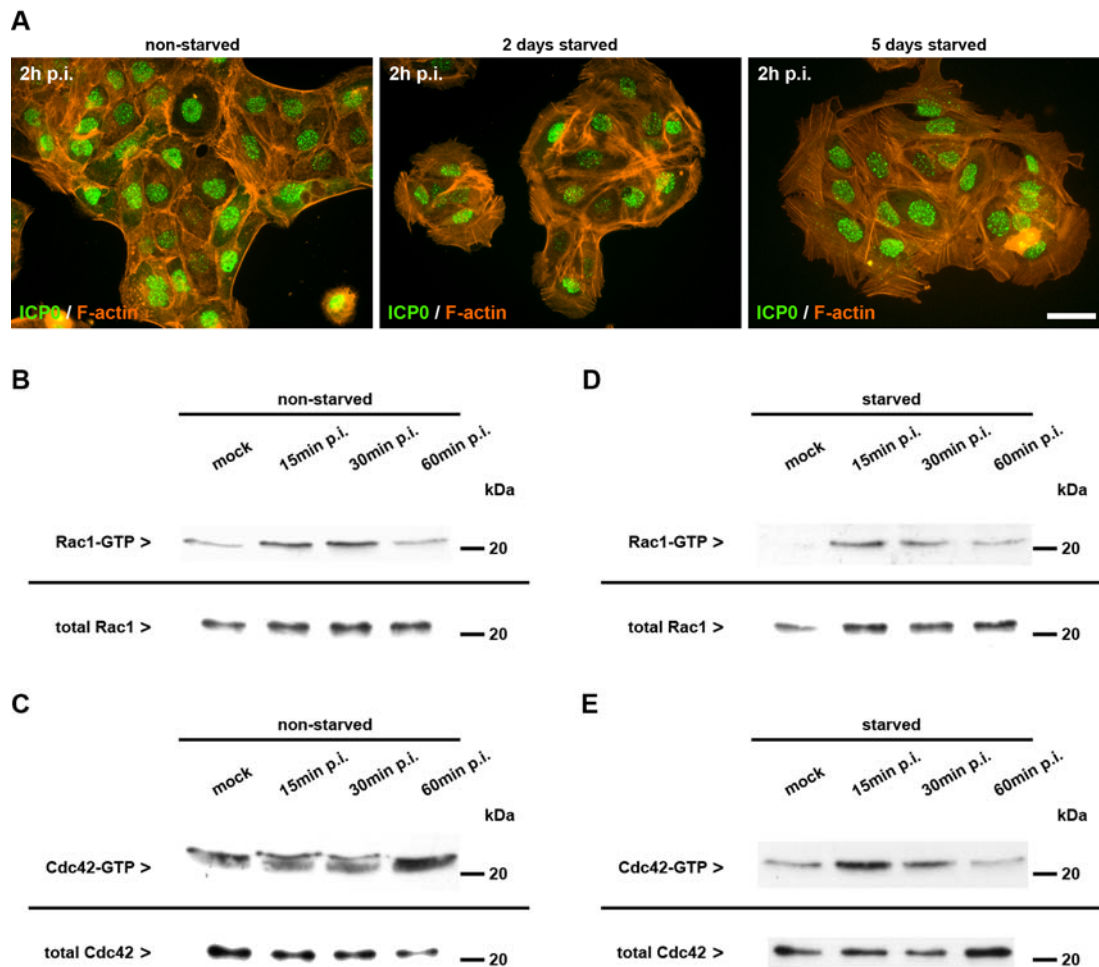 A
non-starved
2 days starved
5 days starved
2h p.i.
2h p.i.
2h p.i.
ICP0 / F-actin
ICP0 / F-actin
ICP0 / F-actin
B
non-starved
mock
15min p.i.
30min p.i.
60min p.i.
kDa
Rac1-GTP >
20
total Rac1 >
20
D
starved
mock
15min p.i.
30min p.i.
60min p.i.
kDa
Rac1-GTP >
20
total Rac1 >
20
C
non-starved
mock
15min p.i.
30min p.i.
60min p.i.
kDa
Cdc42-GTP >
20
total Cdc42 >
20
E
starved
mock
15min p.i.
30min p.i.
60min p.i.
kDa
Cdc42-GTP >
20
total Cdc42 >
20